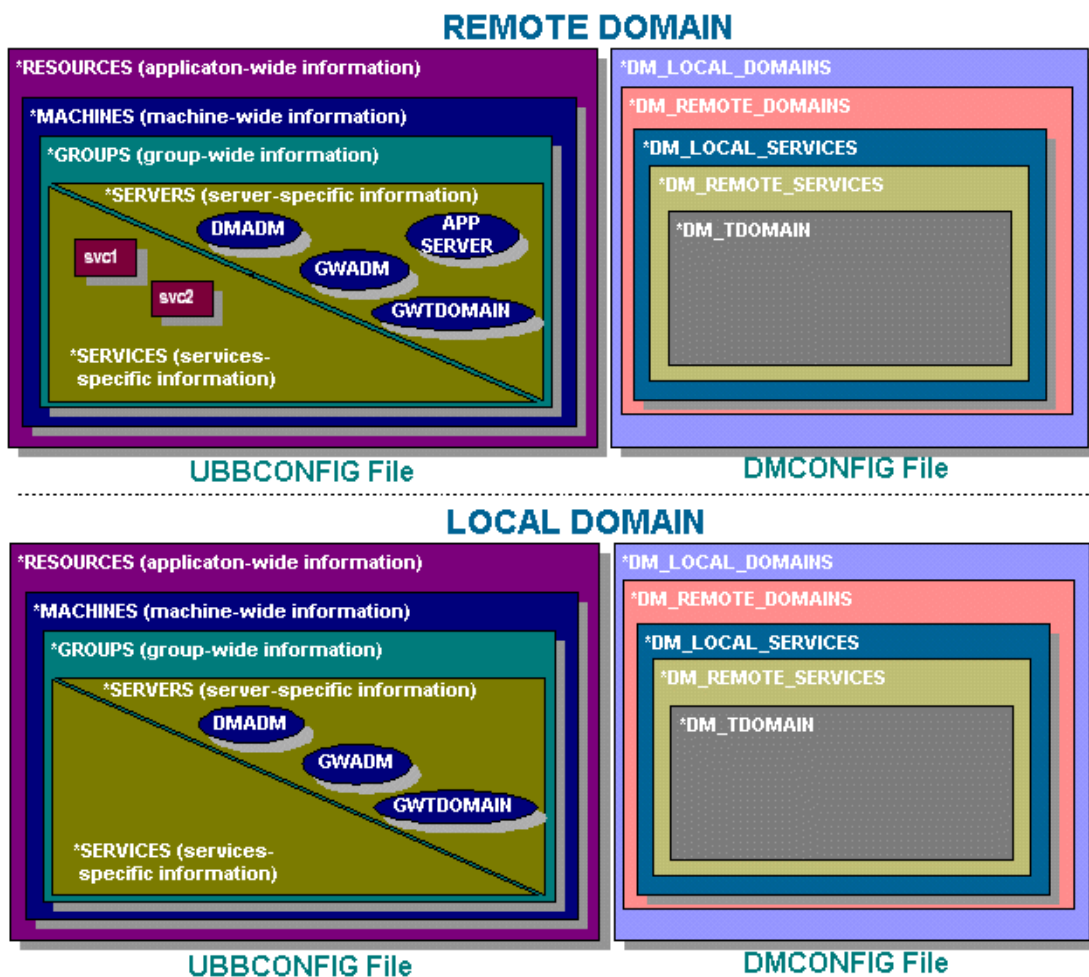 REMOTE DOMAIN
*RESOURCES (applicaton-wide information)
*MACHINES (machine-wide information)
*GROUPS (group-wide information)
*SERVERS (server-specific information)
DMADM
APP
SERVER
GWADM
GWTDOMAIN
svc1
svc2
*SERVICES (services-
specific information)
UBBCONFIG File
*DM_LOCAL_DOMAINS
*DM_REMOTE_DOMAINS
*DM_LOCAL_SERVICES
*DM_REMOTE_SERVICES
*DM_TDOMAIN
DMCONFIG File
LOCAL DOMAIN
*RESOURCES (applicaton-wide information)
*MACHINES (machine-wide information)
*GROUPS (group-wide information)
*SERVERS (server-specific information)
DMADM
GWADM
GWTDOMAIN
*SERVICES (services-
specific information)
UBBCONFIG File
*DM_LOCAL_DOMAINS
*DM_REMOTE_DOMAINS
*DM_LOCAL_SERVICES
*DM_REMOTE_SERVICES
*DM_TDOMAIN
DMCONFIG File